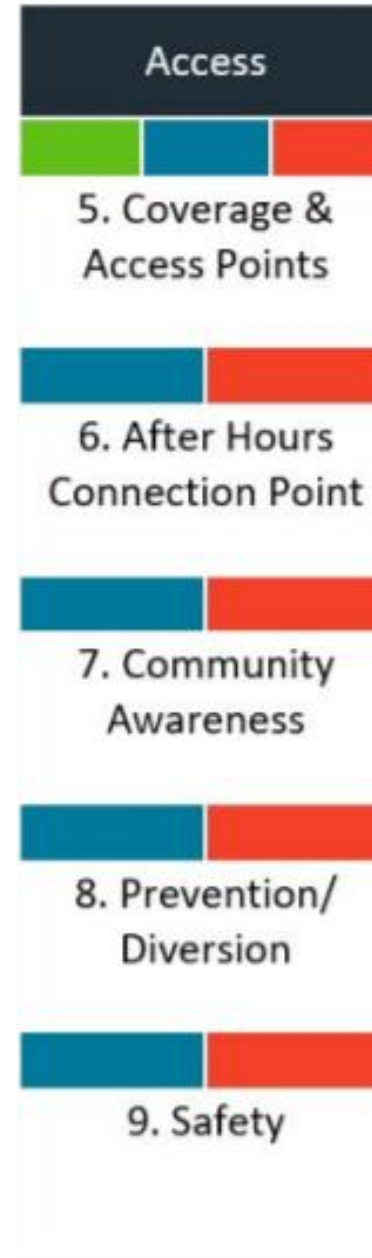 Access
5. Coverage &
Access Points
6. After Hours
Connection Point
7. Community
Awareness
8. Prevention/
Diversion
9. Safety